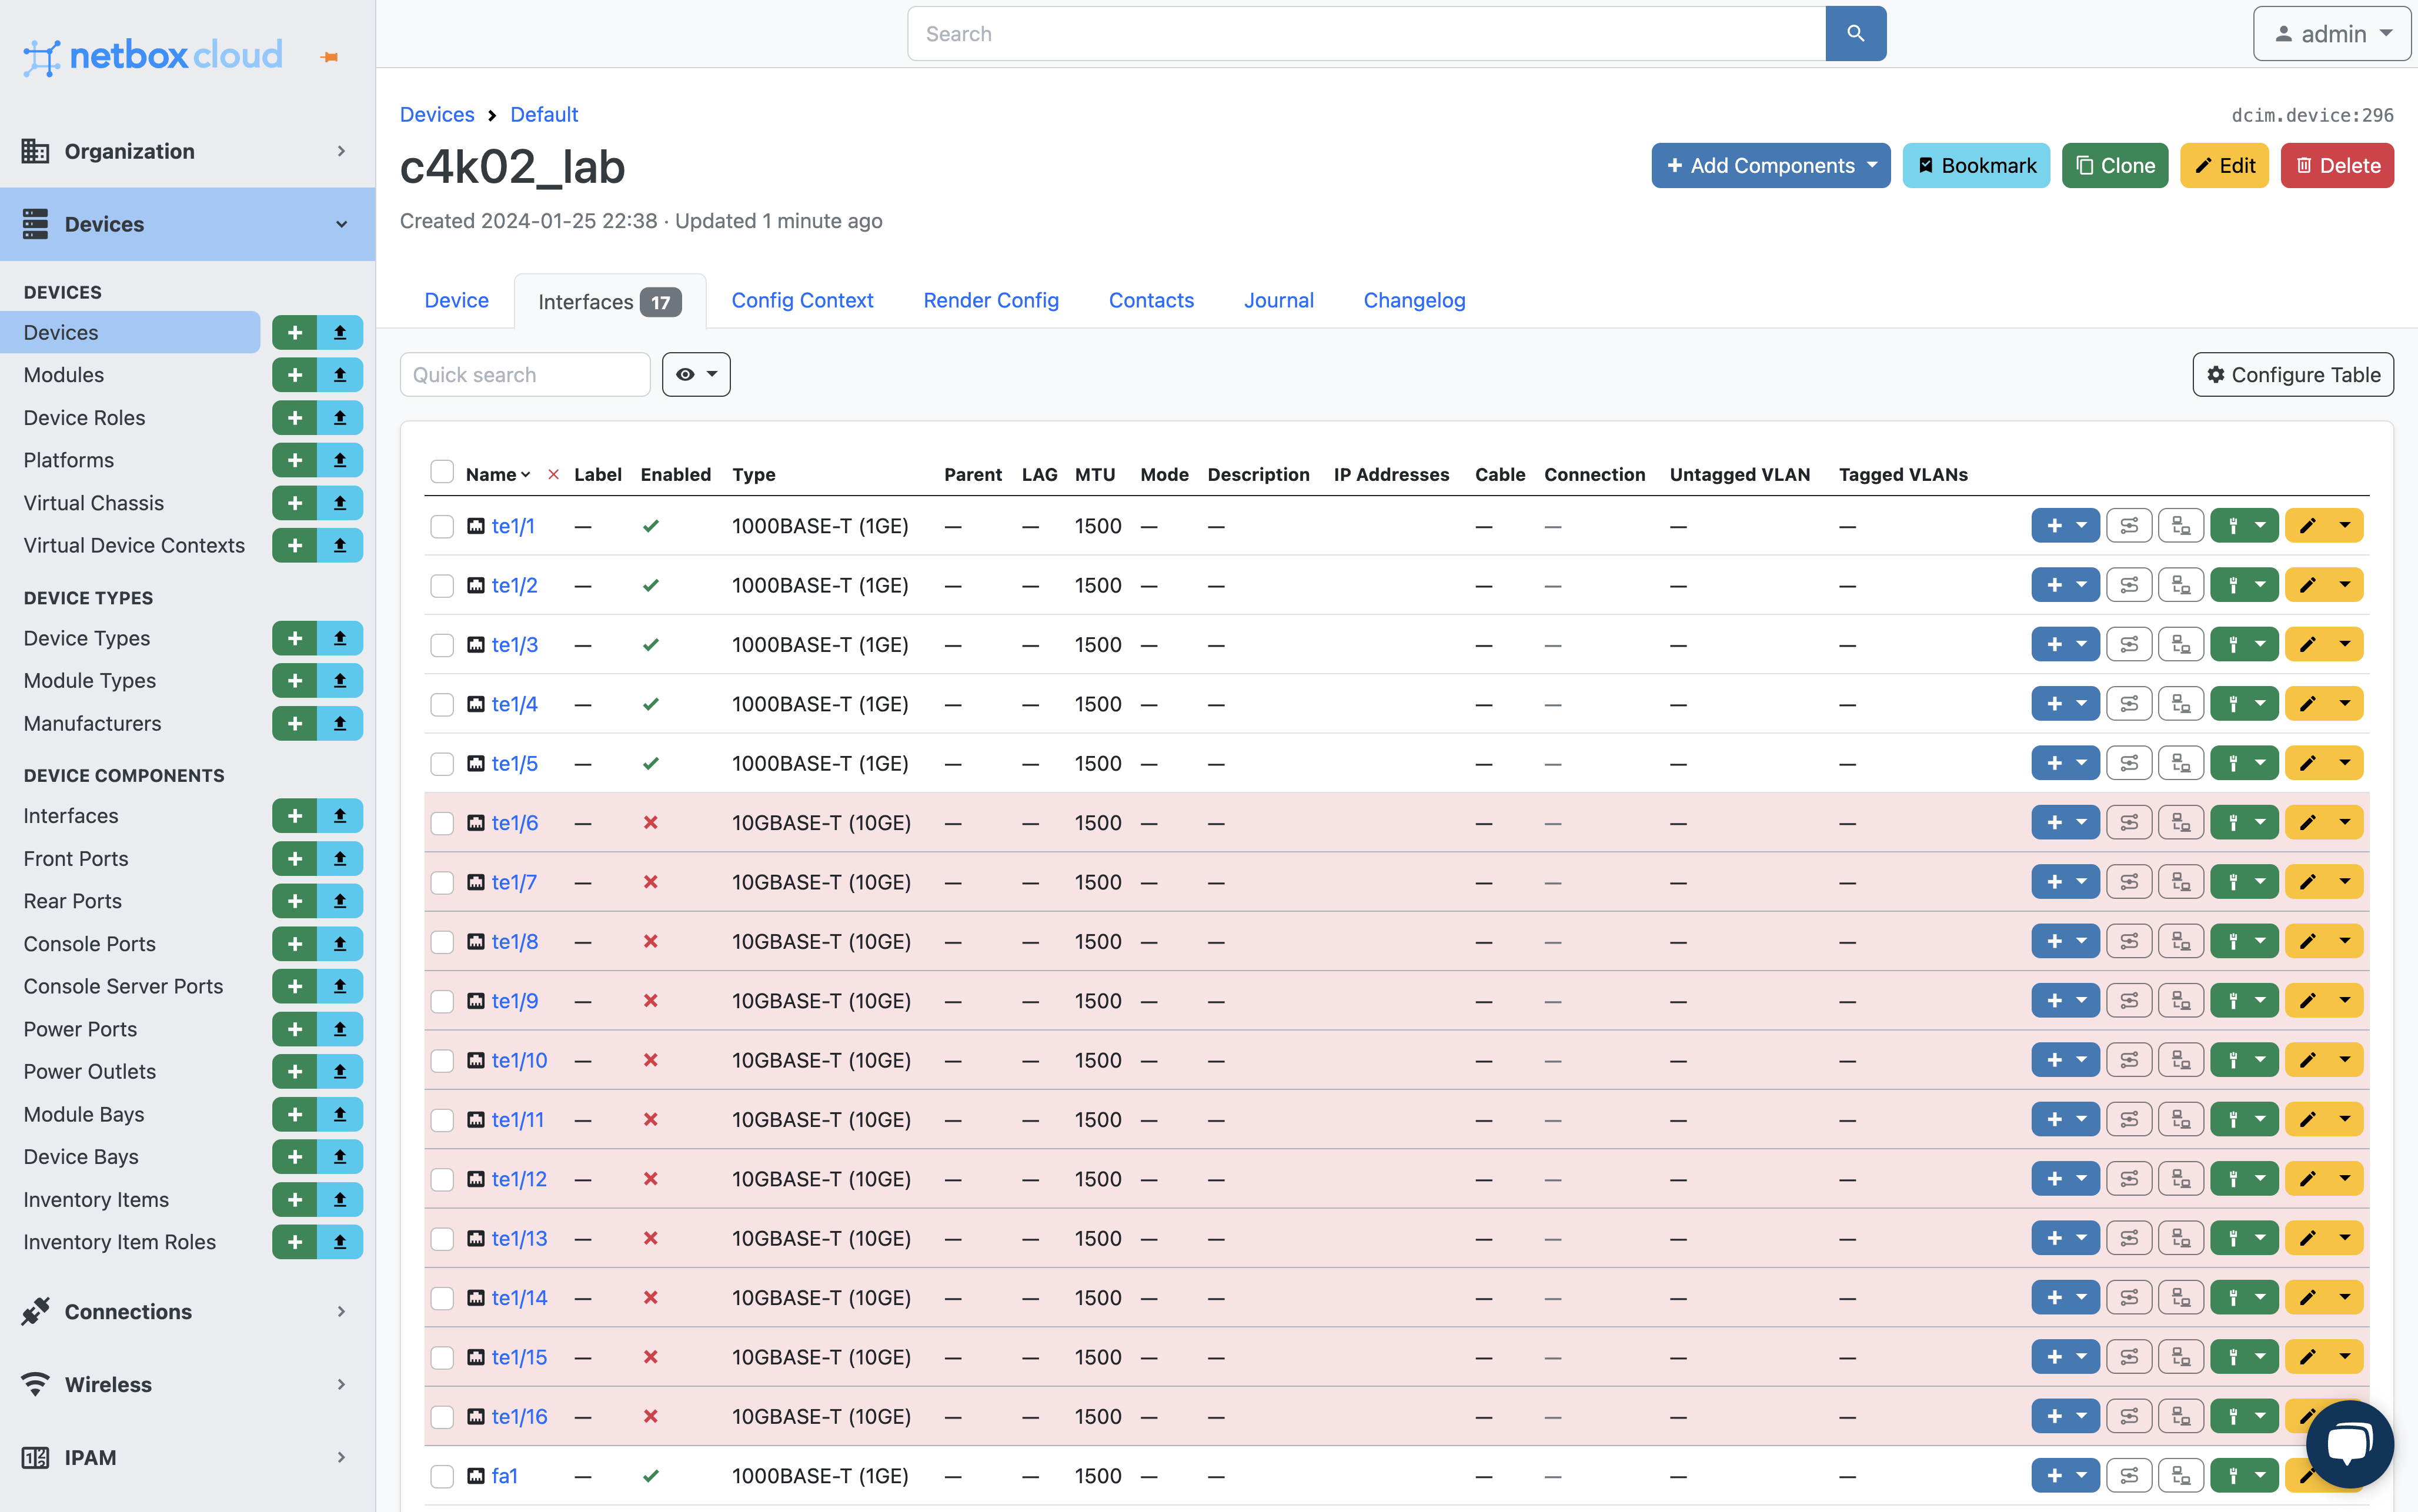 netbox cloud
Search
admin
Organization
Devices
DEVICES
Devices
Modules
Device Roles
Platforms
Virtual Chassis
Virtual Device Contexts
DEVICE TYPES
Device Types
Module Types
Manufacturers
DEVICE COMPONENTS
Interfaces
Front Ports
Rear Ports
Console Ports
Console Server Ports
Power Ports
Power Outlets
Module Bays
Device Bays
Inventory Items
Inventory Item Roles
Connections
Wireless
IPAM
Devices > Default
dcim.device:296
c4k02_lab
+ Add Components Bookmark Clone Edit Delete
Created 2024-01-25 22:38 · Updated 1 minute ago
Device Interfaces 17 Config Context Render Config Contacts Journal Changelog
Quick search
Configure Table
Name Label Enabled Type Parent LAG MTU Mode Description IP Addresses Cable Connection Untagged VLAN Tagged VLANs
te1/1 — 1000BASE-T (1GE) — — 1500 — — — — — —
te1/2 — 1000BASE-T (1GE) — — 1500 — — — — — —
te1/3 — 1000BASE-T (1GE) — — 1500 — — — — — —
te1/4 — 1000BASE-T (1GE) — — 1500 — — — — — —
te1/5 — 1000BASE-T (1GE) — — 1500 — — — — — —
te1/6 — 10GBASE-T (10GE) — — 1500 — — — — — —
te1/7 — 10GBASE-T (10GE) — — 1500 — — — — — —
te1/8 — 10GBASE-T (10GE) — — 1500 — — — — — —
te1/9 — 10GBASE-T (10GE) — — 1500 — — — — — —
te1/10 — 10GBASE-T (10GE) — — 1500 — — — — — —
te1/11 — 10GBASE-T (10GE) — — 1500 — — — — — —
te1/12 — 10GBASE-T (10GE) — — 1500 — — — — — —
te1/13 — 10GBASE-T (10GE) — — 1500 — — — — — —
te1/14 — 10GBASE-T (10GE) — — 1500 — — — — — —
te1/15 — 10GBASE-T (10GE) — — 1500 — — — — — —
te1/16 — 10GBASE-T (10GE) — — 1500 — — — — — —
fa1 — 1000BASE-T (1GE) — — 1500 — — — — — —